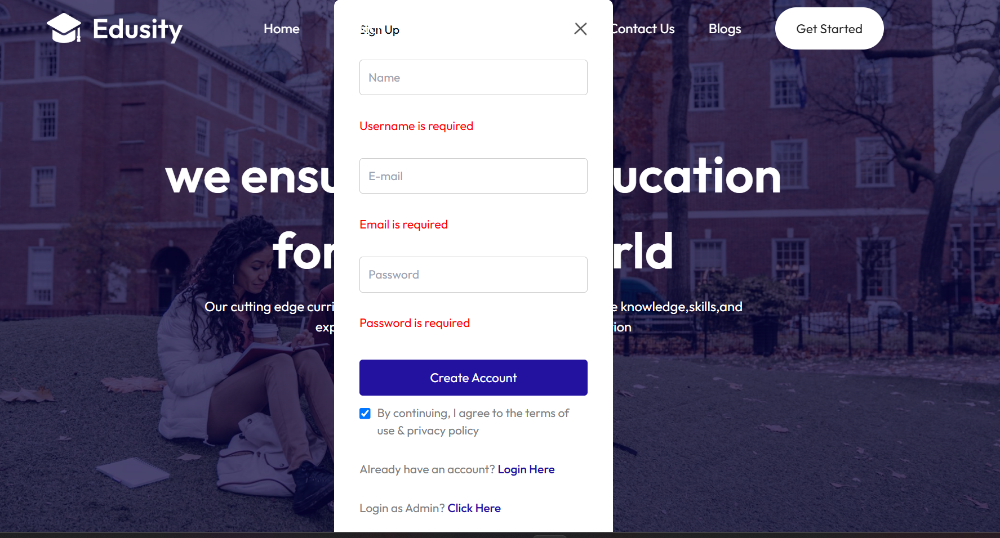 Edusity
Home
Contact Us
Blogs
Get Started
Sign Up
Name
Username is required
we ensu
ucation
E-mail
Email is required
for
rld
Password
Our cutting edge curri
e knowledge,skills,and
Password is required
exp
ion
Create Account
By continuing, I agree to the terms of
use & privacy policy
Already have an account? Login Here
Login as Admin? Click Here